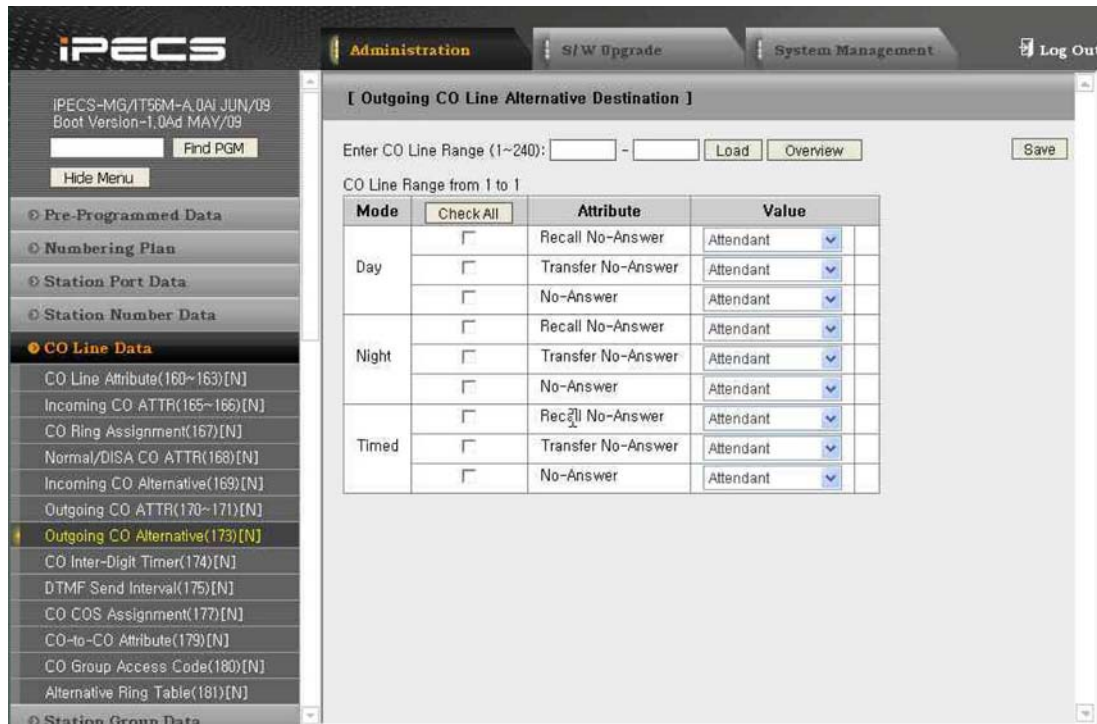 iPECS
Administration
S/W Upgrade
System Management
Log Out
iPECS-MG/IT56M-A.0Al JUN/09
Boot Version-1.0Ad MAY/09
Find PGM
Hide Menu
Pre-Programmed Data
Numbering Plan
Station Port Data
Station Number Data
CO Line Data
CO Line Attribute(160~163)[N]
Incoming CO ATTR(165~166)[N]
CO Ring Assignment(167)[N]
Normal/DISA CO ATTR(168)[N]
Incoming CO Alternative(169)[N]
Outgoing CO ATTR(170~171)[N]
Outgoing CO Alternative(173)[N]
CO Inter-Digit Timer(174)[N]
DTMF Send Interval(175)[N]
CO COS Assignment(177)[N]
CO-to-CO Attribute(179)[N]
CO Group Access Code(180)[N]
Alternative Ring Table(181)[N]
Station Group Data
[ Outgoing CO Line Alternative Destination ]
Enter CO Line Range (1~240): - Load Overview Save
CO Line Range from 1 to 1
Mode Check All Attribute Value
Day
Recall No-Answer Attendant
Transfer No-Answer Attendant
No-Answer Attendant
Night
Recall No-Answer Attendant
Transfer No-Answer Attendant
No-Answer Attendant
Timed
Recall No-Answer Attendant
Transfer No-Answer Attendant
No-Answer Attendant